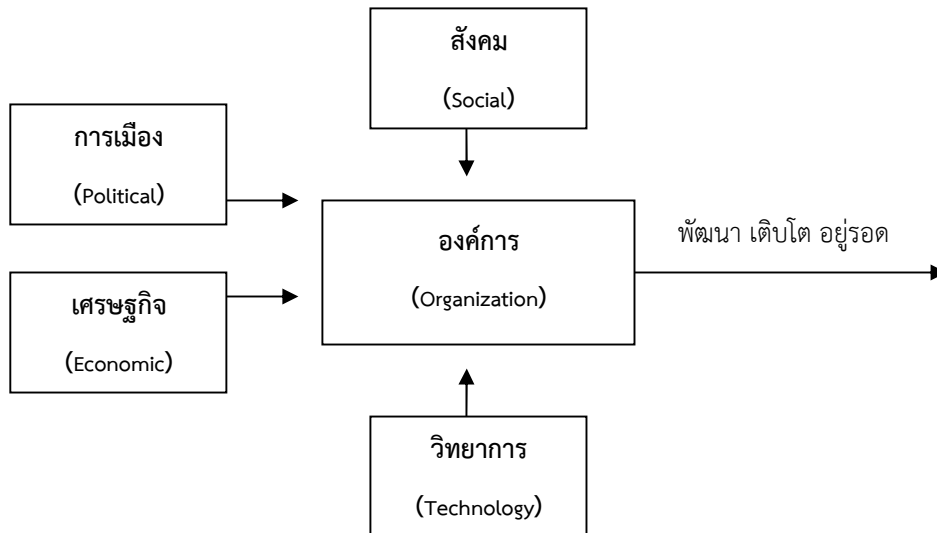 สังคม
(Social)
การเมือง
(Political)
องค์การ
(Organization)
พัฒนา เติบโต อยู่รอด
เศรษฐกิจ
(Economic)
วิทยาการ
(Technology)